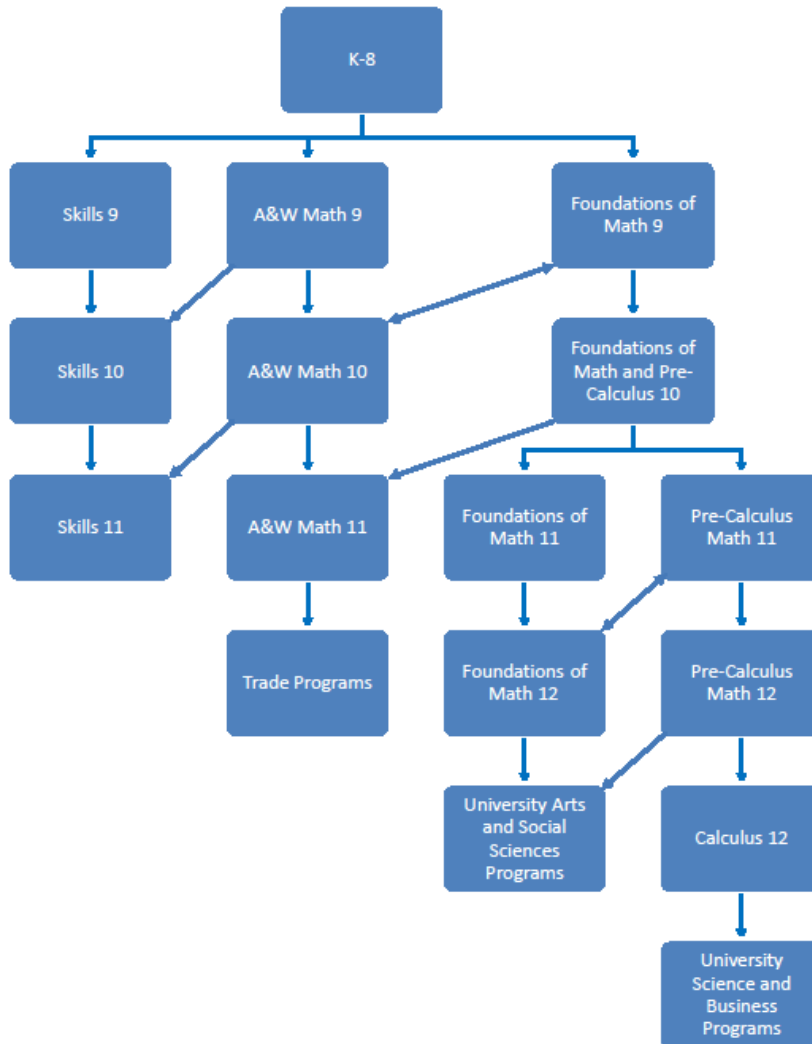 K-8
Skills 9
A&W Math 9
Foundations of
Math 9
Skills 10
A&W Math 10
Foundations of
Math and Pre-
Calculus 10
Skills 11
A&W Math 11
Foundations of
Math 11
Pre-Calculus
Math 11
Trade Programs
Foundations of
Math 12
Pre-Calculus
Math 12
University Arts
and Social
Sciences
Programs
Calculus 12
University
Science and
Business
Programs